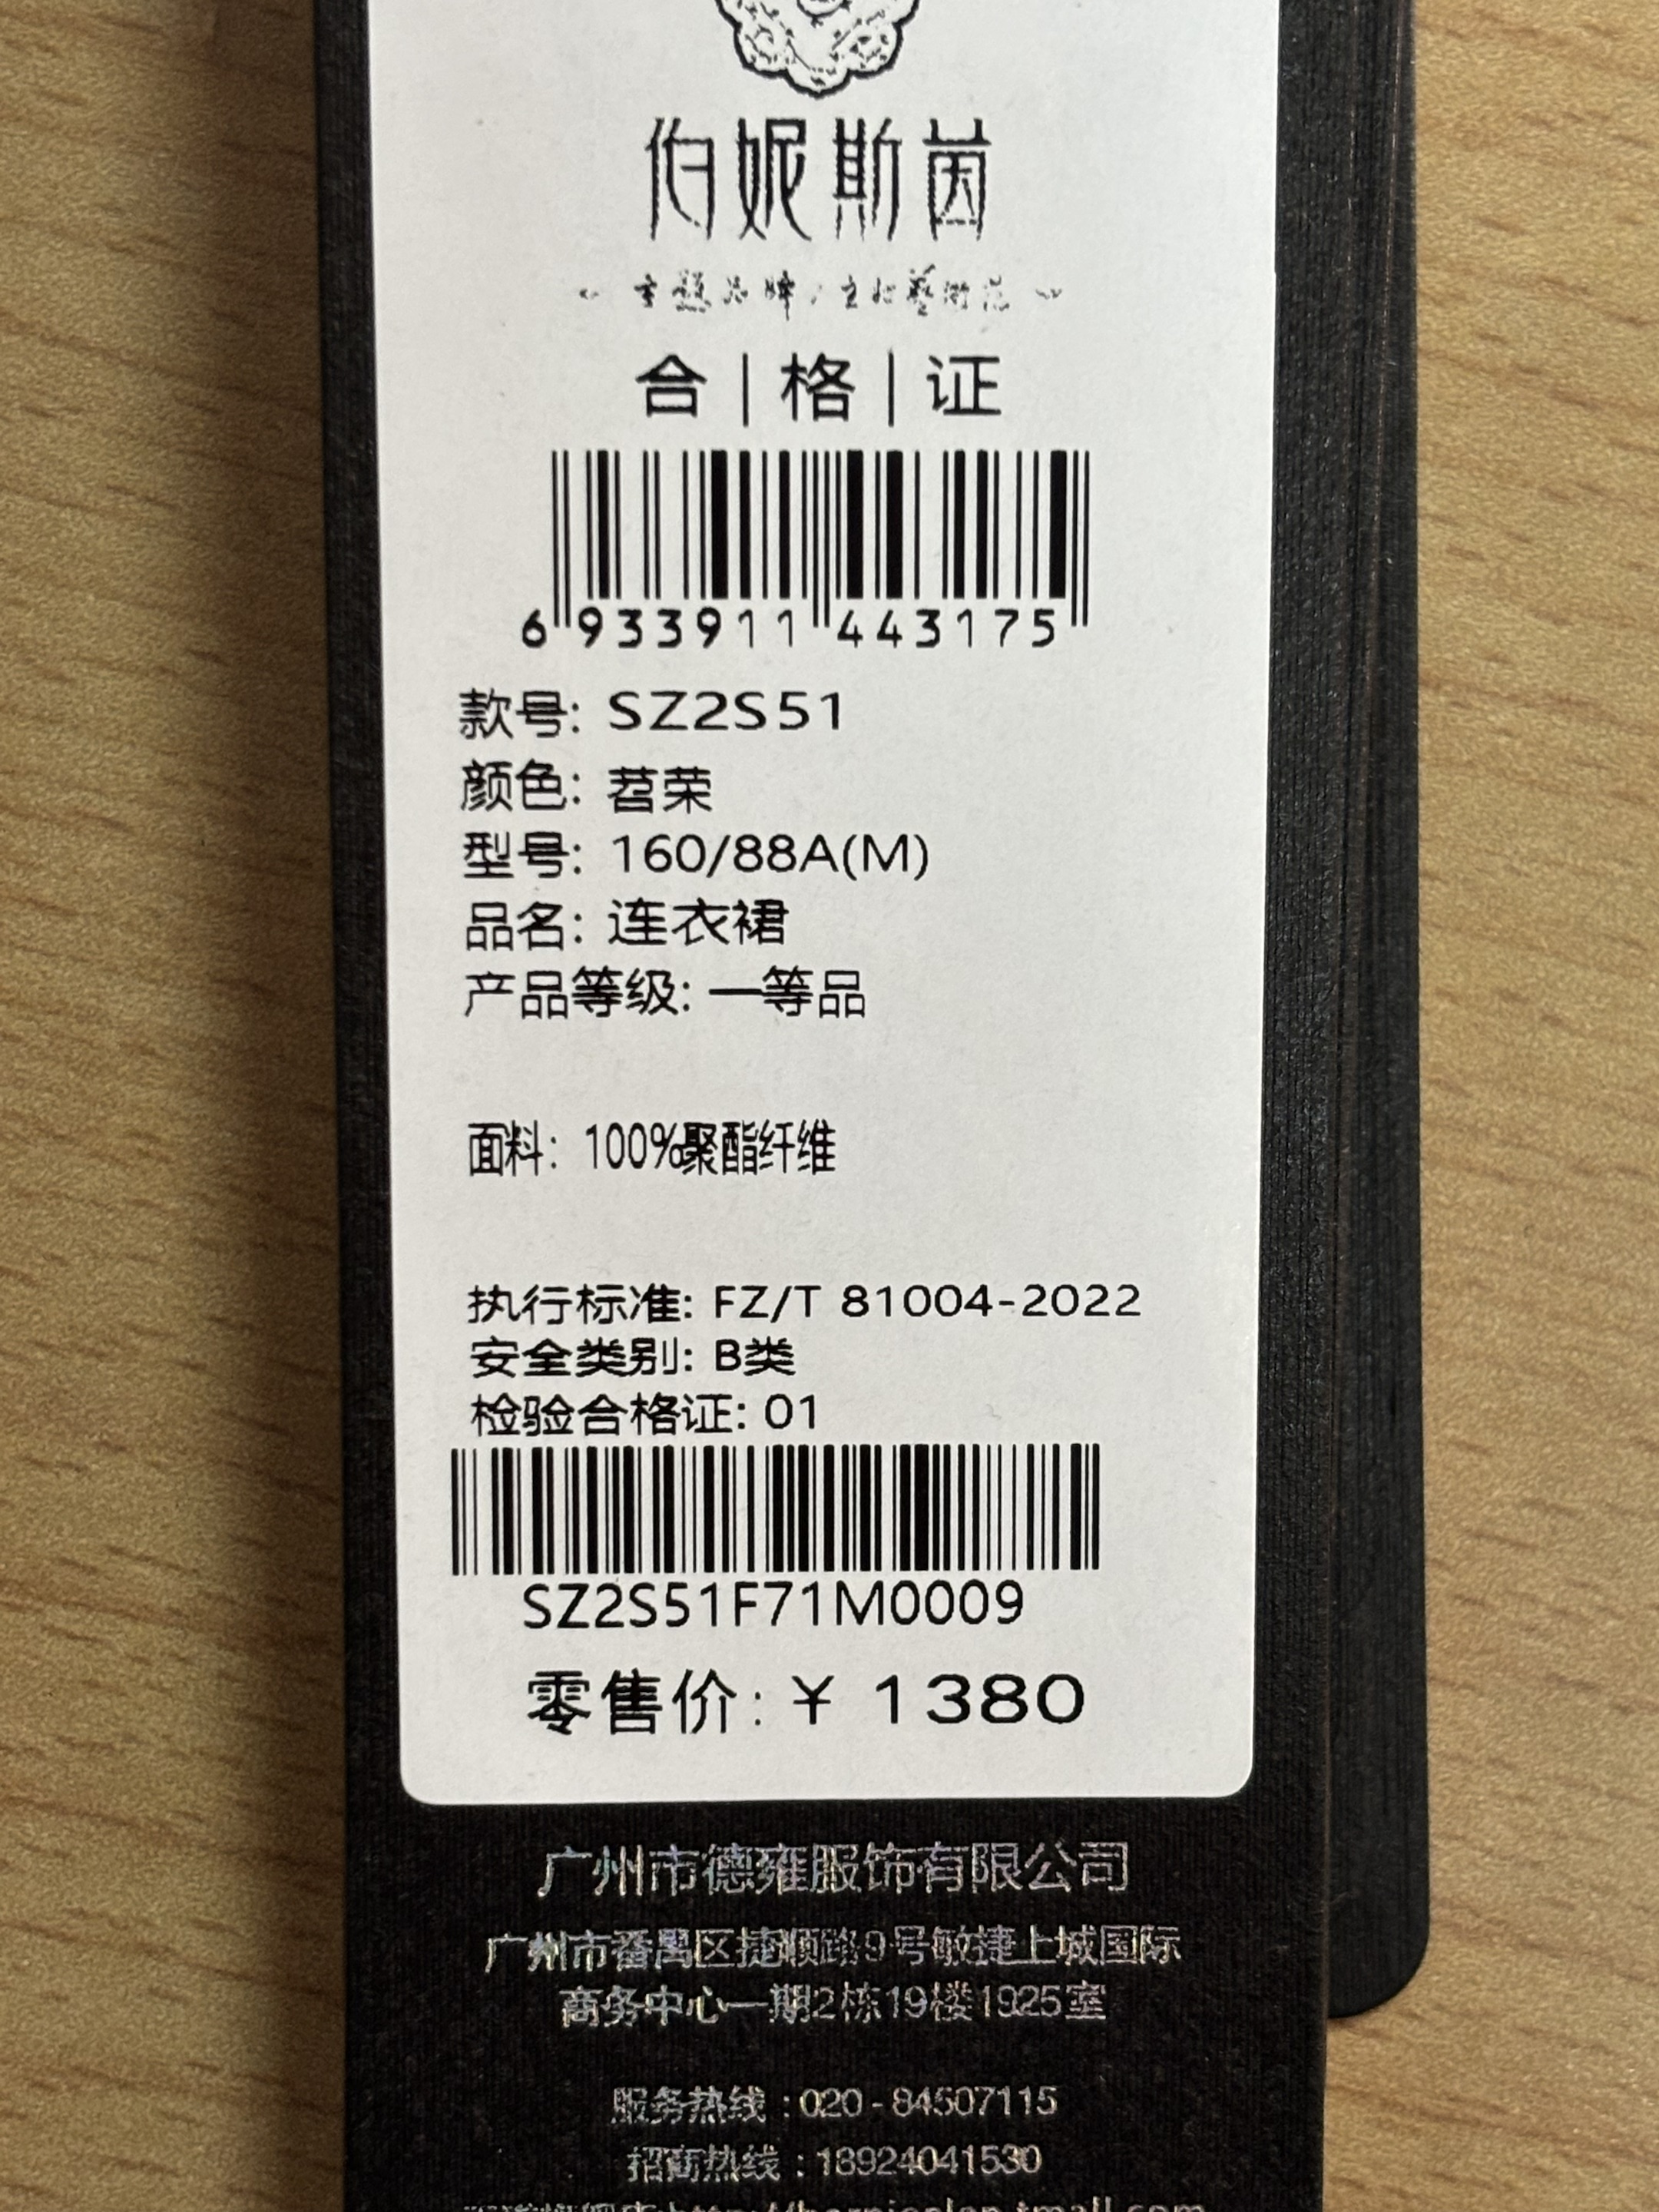 伯妮斯茵
合|格|证
6 933911 443175
款号: SZ2S51
颜色: 苕荣
型号: 160/88A(M)
品名: 连衣裙
产品等级: 一等品
面料: 100%聚酯纤维
执行标准: FZ/T 81004-2022
安全类别: B类
检验合格证: 01
SZ2S51F71M0009
零售价: ¥ 1380
广州市德雍服饰有限公司
广州市番禺区捷顺路9号敏捷上城国际
商务中心一期2栋19楼1925室
服务热线 :020-84507115
招商热线 :18924041530